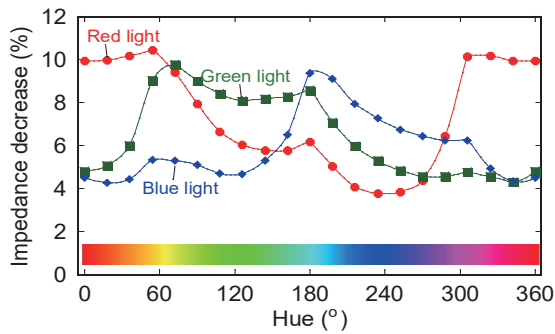 12
Red light
10
Green light
8
6
4
Blue light
2
0
Impedance decrease (%)
0 60 120 180 240 300 360
Hue (o)